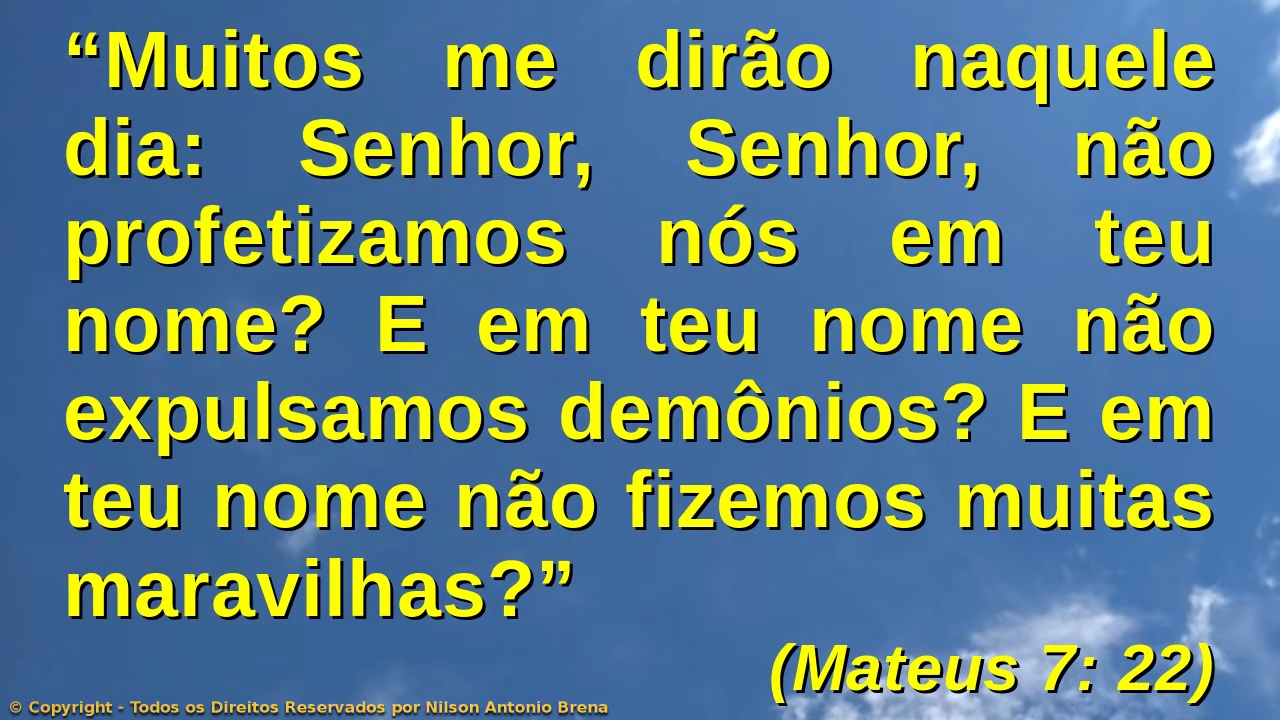 “Muitos me dirão naquele
dia: Senhor, Senhor, não
profetizamos nós em teu
nome? E em teu nome não
expulsamos demônios? E em
teu nome não fizemos muitas
maravilhas?”
(Mateus 7: 22)
© Copyright - Todos os Direitos Reservados por Nilson Antonio Brena